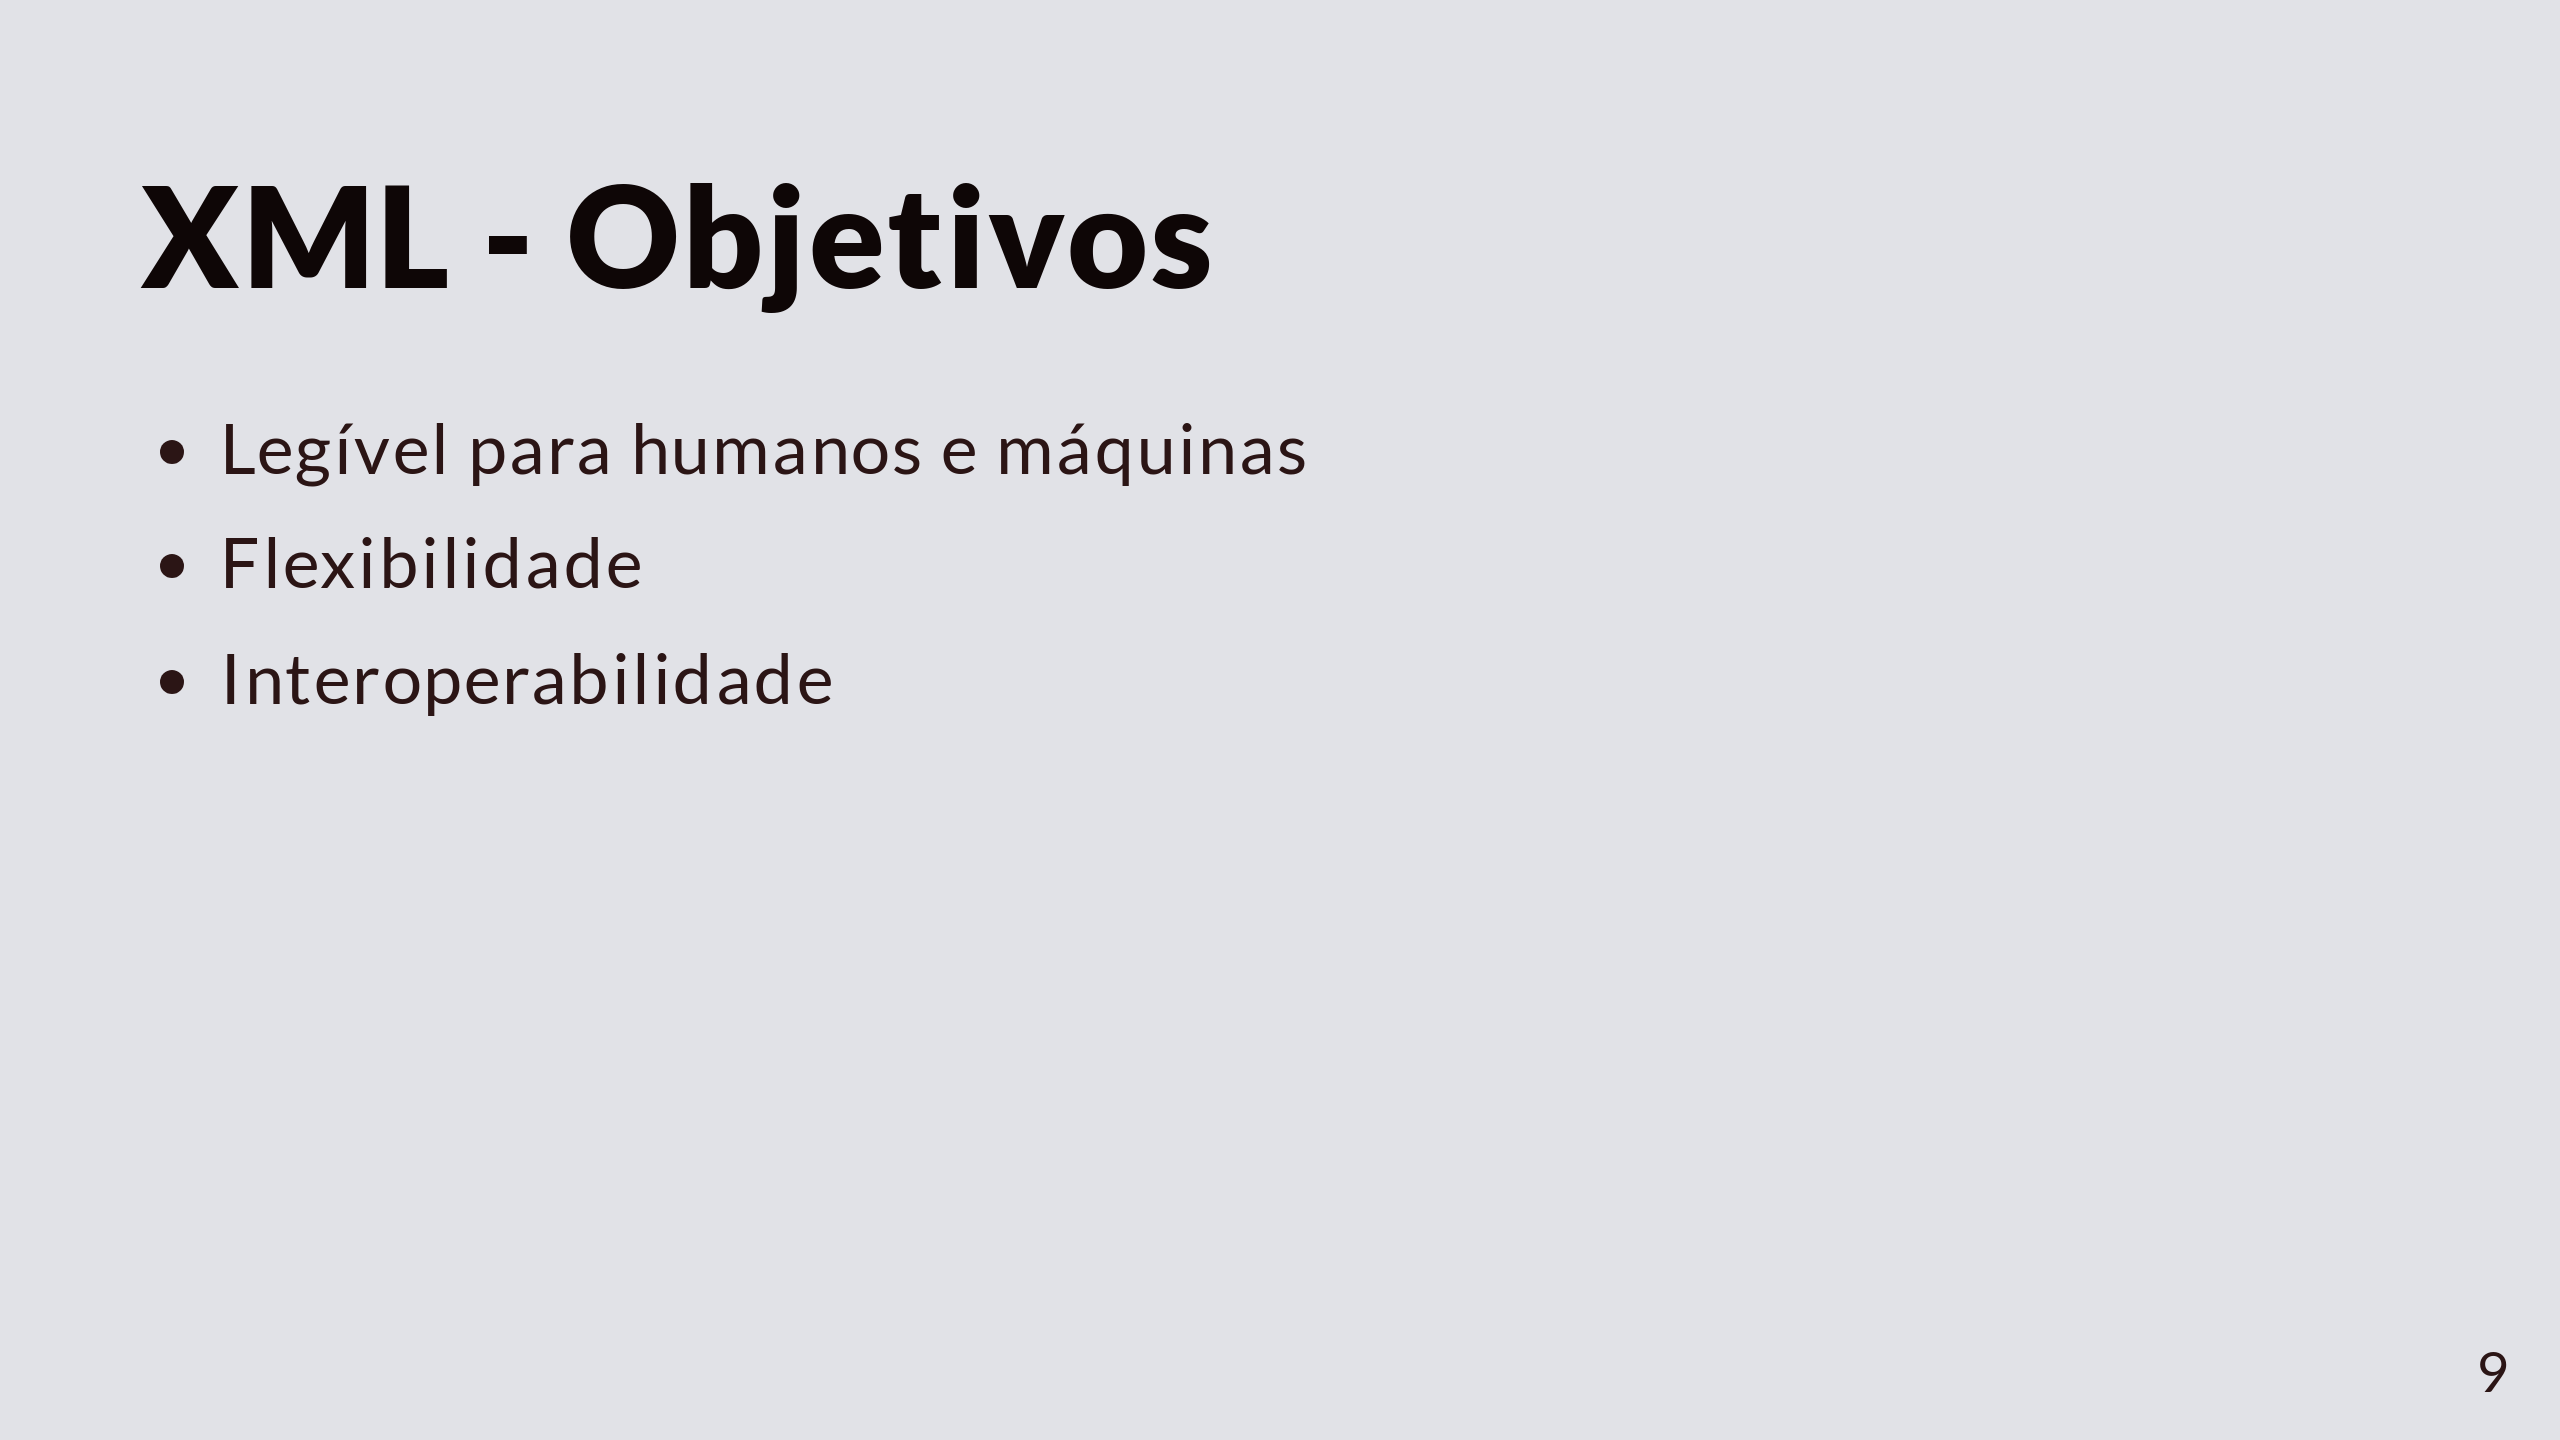 XML - Objetivos
• Legível para humanos e máquinas
• Flexibilidade
• Interoperabilidade
9